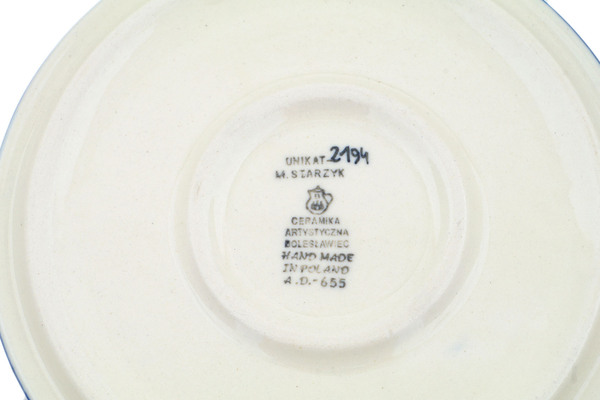 UNIKAT-2194
M. STARZYK
CERAMIKA
ARTYSTYCZNA
BOLESŁAWIEC
HAND MADE
IN POLAND
A.D.-655